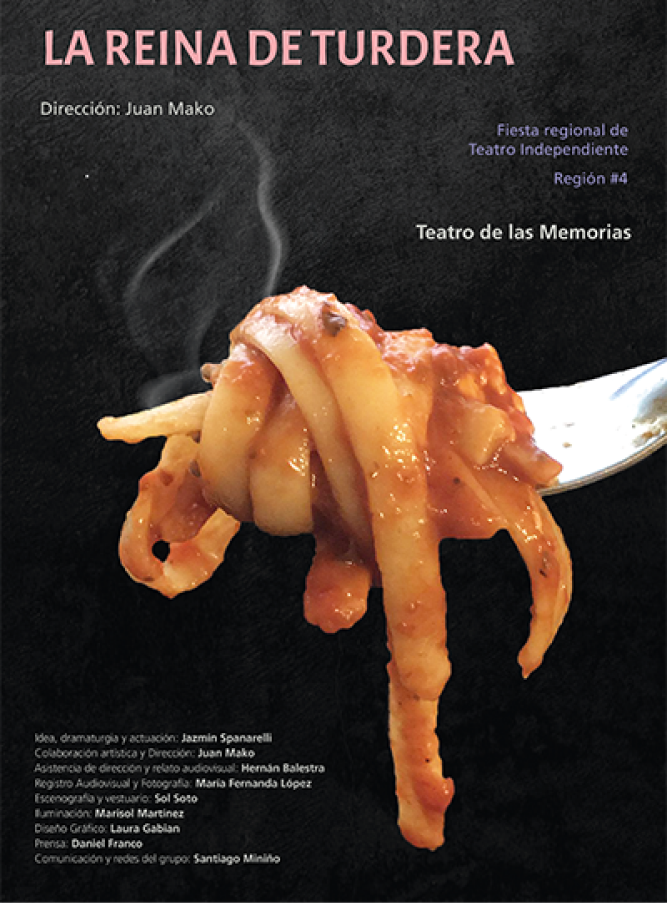 LA REINA DE TURDERA
Dirección: Juan Mako
Fiesta regional de
Teatro Independiente
Región #4
Teatro de las Memorias
Idea, dramaturgia y actuación: Jazmín Spanarelli
Colaboración artística y Dirección: Juan Mako
Asistencia de dirección y relato audiovisual: Hernán Balestra
Registro Audiovisual y Fotografía: María Fernanda López
Escenografía y vestuario: Sol Soto
Iluminación: Marisol Martinez
Diseño Gráfico: Laura Gabian
Prensa: Daniel Franco
Comunicación y redes del grupo: Santiago Miniño